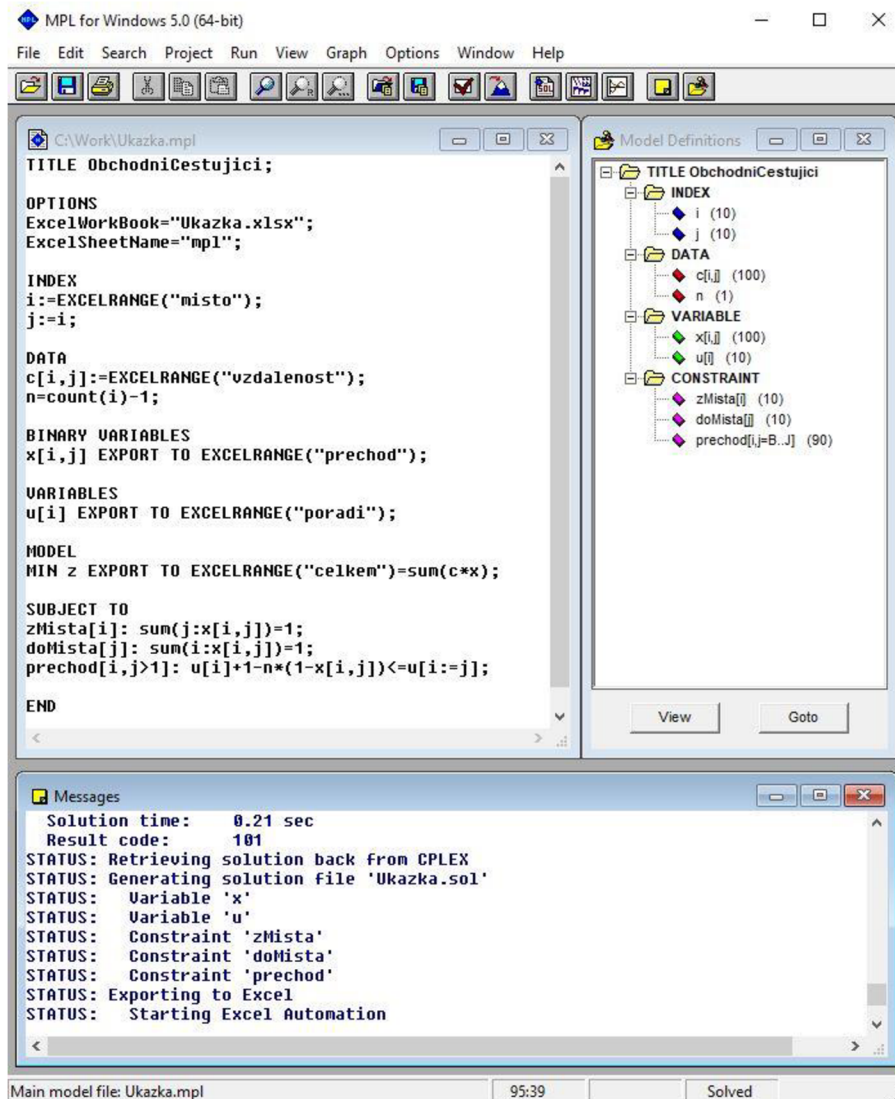 MPL for Windows 5.0 (64-bit)
File Edit Search Project Run View Graph Options Window Help
C:\Work\Ukazka.mpl
TITLE ObchodniCestujici;
OPTIONS
ExcelWorkBook="Ukazka.xlsx";
ExcelSheetName="mpl";
INDEX
i:=EXCELRANGE("misto");
j:=i;
DATA
c[i,j]:=EXCELRANGE("vzdalenost");
n=count(i)-1;
BINARY VARIABLES
x[i,j] EXPORT TO EXCELRANGE("prechod");
VARIABLES
u[i] EXPORT TO EXCELRANGE("poradi");
MODEL
MIN z EXPORT TO EXCELRANGE("celkem")=sum(c*x);
SUBJECT TO
zMista[i]: sum(j:x[i,j])=1;
doMista[j]: sum(i:x[i,j])=1;
prechod[i,j>1]: u[i]+1-n*(1-x[i,j])<=u[i:=j];
END
Model Definitions
TITLE ObchodniCestujici
INDEX
i (10)
j (10)
DATA
c[i,j] (100)
n (1)
VARIABLE
x[i,j] (100)
u[i] (10)
CONSTRAINT
zMista[i] (10)
doMista[j] (10)
prechod[i,j=B..J] (90)
View Goto
Messages
Solution time: 0.21 sec
Result code: 101
STATUS: Retrieving solution back from CPLEX
STATUS: Generating solution file 'Ukazka.sol'
STATUS: Variable 'x'
STATUS: Variable 'u'
STATUS: Constraint 'zMista'
STATUS: Constraint 'doMista'
STATUS: Constraint 'prechod'
STATUS: Exporting to Excel
STATUS: Starting Excel Automation
Main model file: Ukazka.mpl 95:39 Solved